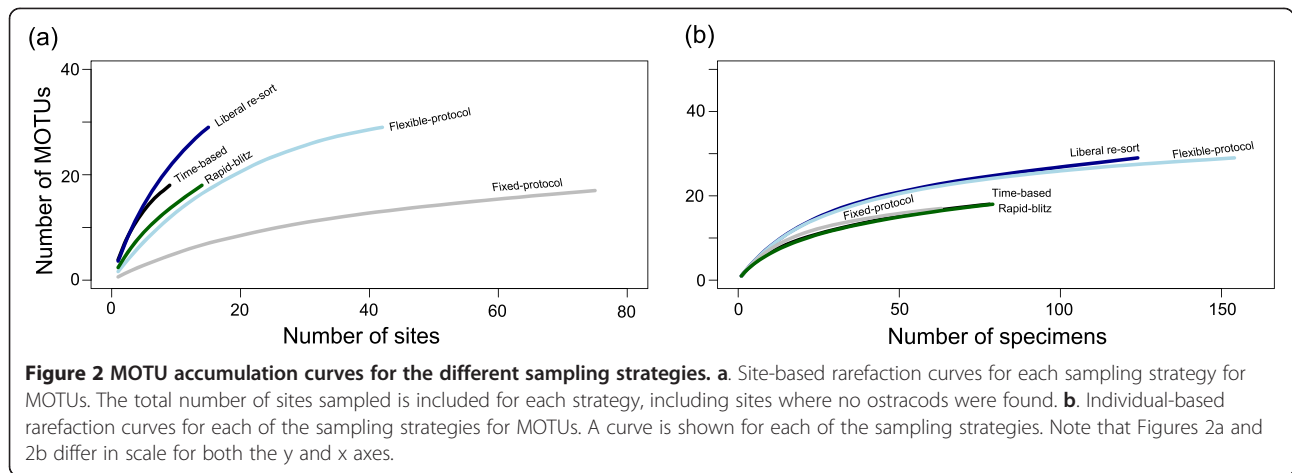 (a)
40
20
0
Number of MOTUs
Liberal re-sort
Time-based
Rapid-blitz
Flexible-protocol
Fixed-protocol
0 20 40 60 80
Number of sites
(b)
40
20
0
Liberal re-sort
Flexible-protocol
Fixed-protocol
Time-based
Rapid-blitz
0 50 100 150
Number of specimens
Figure 2 MOTU accumulation curves for the different sampling strategies. a. Site-based rarefaction curves for each sampling strategy for
MOTUs. The total number of sites sampled is included for each strategy, including sites where no ostracods were found. b. Individual-based
rarefaction curves for each of the sampling strategies for MOTUs. A curve is shown for each of the sampling strategies. Note that Figures 2a and
2b differ in scale for both the y and x axes.